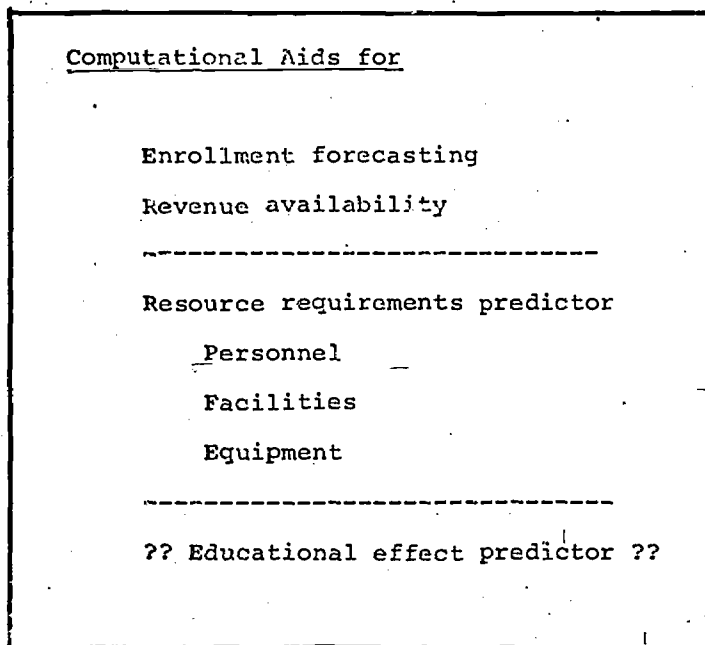 Computational Aids for
Enrollment forecasting
Revenue availability
------------------------------
Resource requirements predictor
Personnel
Facilities
Equipment
-------------------------------
?? Educational effect predictor ??